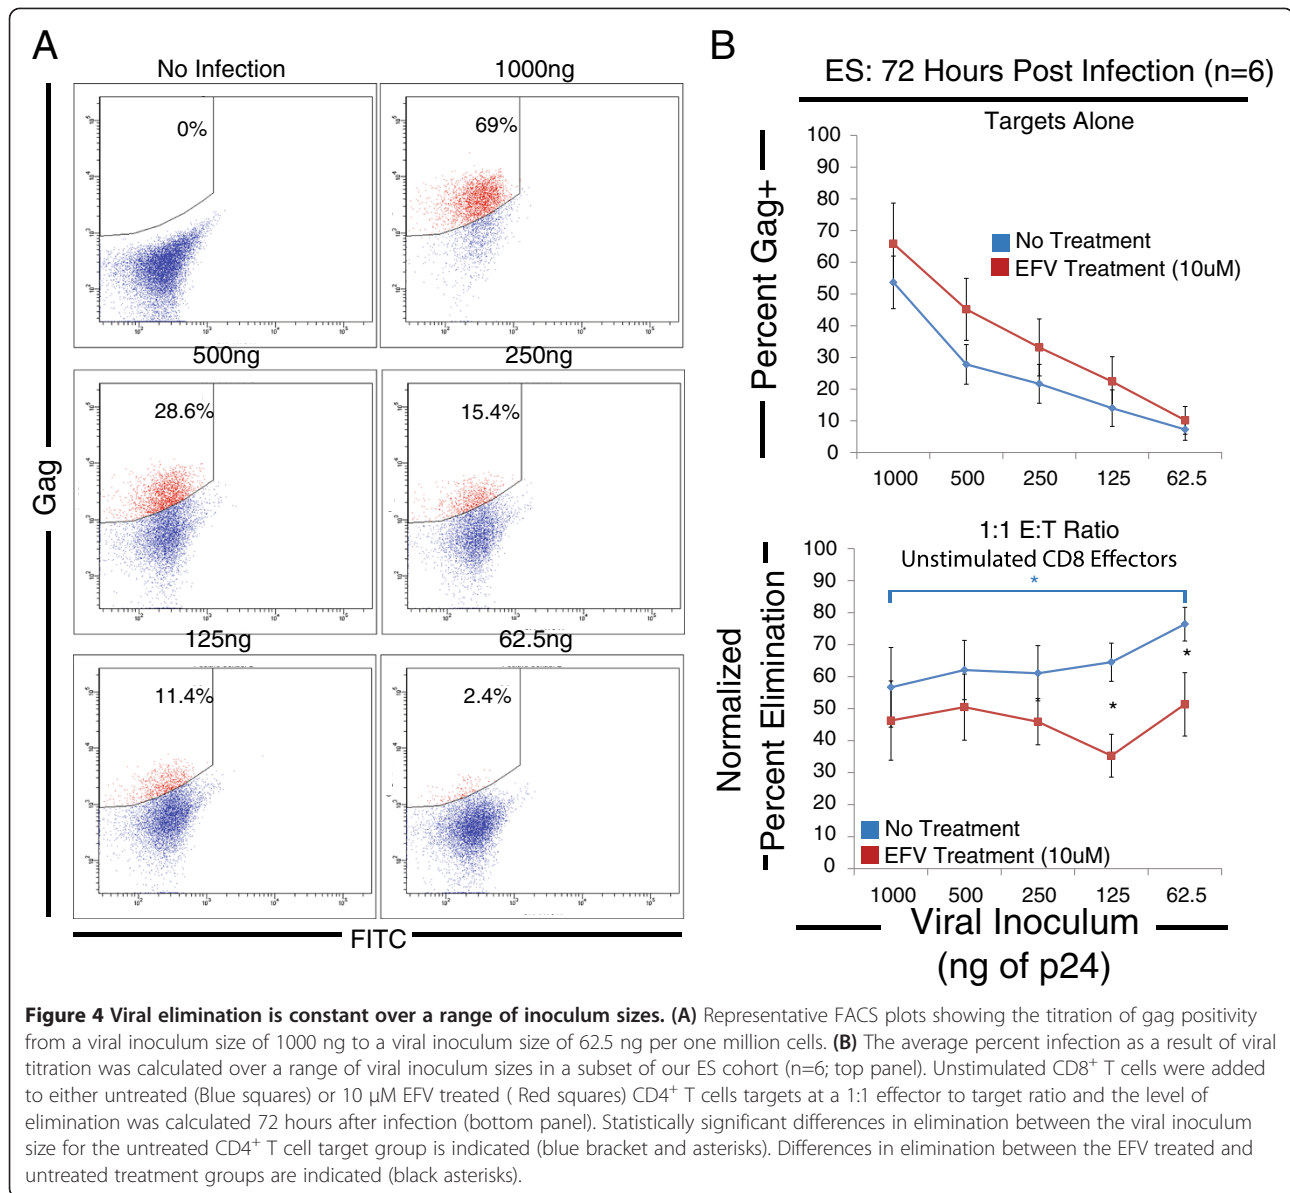 A
No Infection
1000ng
0%
69%
500ng
250ng
28.6%
15.4%
125ng
62.5ng
11.4%
2.4%
Gag
FITC
10⁵
10⁴
10³
10²
10² 10³ 10⁴ 10⁵
B
ES: 72 Hours Post Infection (n=6)
Targets Alone
Percent Gag+
100
90
80
70
60
50
40
30
20
10
0
No Treatment
EFV Treatment (10uM)
1000 500 250 125 62.5
1:1 E:T Ratio
Unstimulated CD8 Effectors
*
*
*
Normalized
Percent Elimination
100
90
80
70
60
50
40
30
20
10
0
No Treatment
EFV Treatment (10uM)
1000 500 250 125 62.5
Viral Inoculum
(ng of p24)
Figure 4 Viral elimination is constant over a range of inoculum sizes. (A) Representative FACS plots showing the titration of gag positivity
from a viral inoculum size of 1000 ng to a viral inoculum size of 62.5 ng per one million cells. (B) The average percent infection as a result of viral
titration was calculated over a range of viral inoculum sizes in a subset of our ES cohort (n=6; top panel). Unstimulated CD8⁺ T cells were added
to either untreated (Blue squares) or 10 μM EFV treated ( Red squares) CD4⁺ T cells targets at a 1:1 effector to target ratio and the level of
elimination was calculated 72 hours after infection (bottom panel). Statistically significant differences in elimination between the viral inoculum
size for the untreated CD4⁺ T cell target group is indicated (blue bracket and asterisks). Differences in elimination between the EFV treated and
untreated treatment groups are indicated (black asterisks).